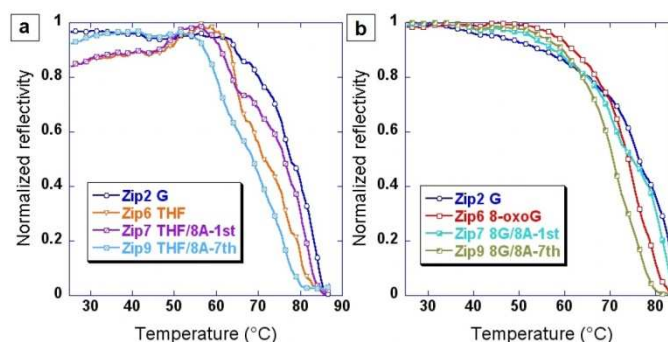 a
1
0.8
0.6
0.4
0.2
0
Normalized reflectivity
Zip2 G
Zip6 THF
Zip7 THF/8A-1st
Zip9 THF/8A-7th
30 40 50 60 70 80 90
Temperature (°C)
b
1
0.8
0.6
0.4
0.2
0
Normalized reflectivity
Zip2 G
Zip6 8-oxoG
Zip7 8G/8A-1st
Zip9 8G/8A-7th
30 40 50 60 70 80
Temperature (°C)